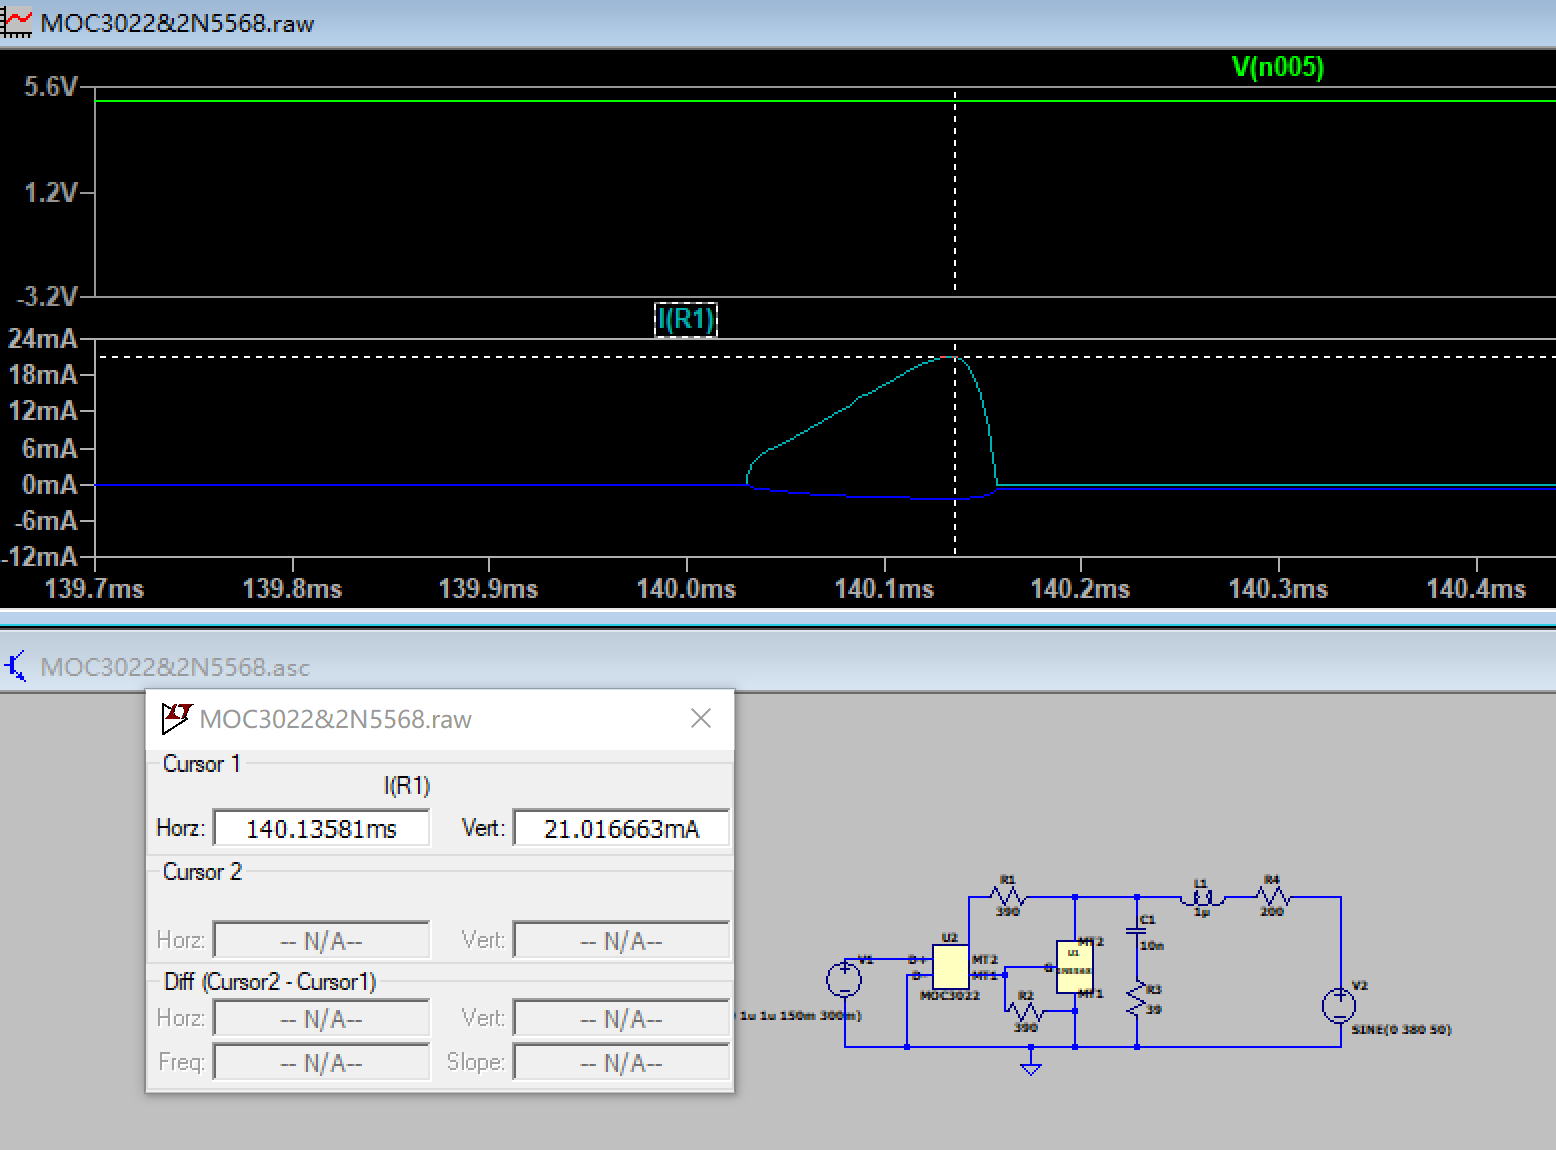 MOC3022&2N5568.raw
V(n005)
5.6V
1.2V
-3.2V
I(R1)
24mA
18mA
12mA
6mA
0mA
-6mA
-12mA
139.7ms 139.8ms 139.9ms 140.0ms 140.1ms 140.2ms 140.3ms 140.4ms
MOC3022&2N5568.asc
MOC3022&2N5568.raw
Cursor 1
I(R1)
Horz: 140.13581ms Vert: 21.016663mA
Cursor 2
Horz: -- N/A-- Vert: -- N/A--
Diff (Cursor2 - Cursor1)
Horz: -- N/A-- Vert: -- N/A--
Freq: -- N/A-- Slope: -- N/A--
R1
390
L1
1µ
R4
200
C1
10n
U2
D+
D-
MT2
MT1
MOC3022
V1
1u 1u 150m 300m)
R2
390
MT2
U1
G
MT1
R3
39
V2
SINE(0 380 50)